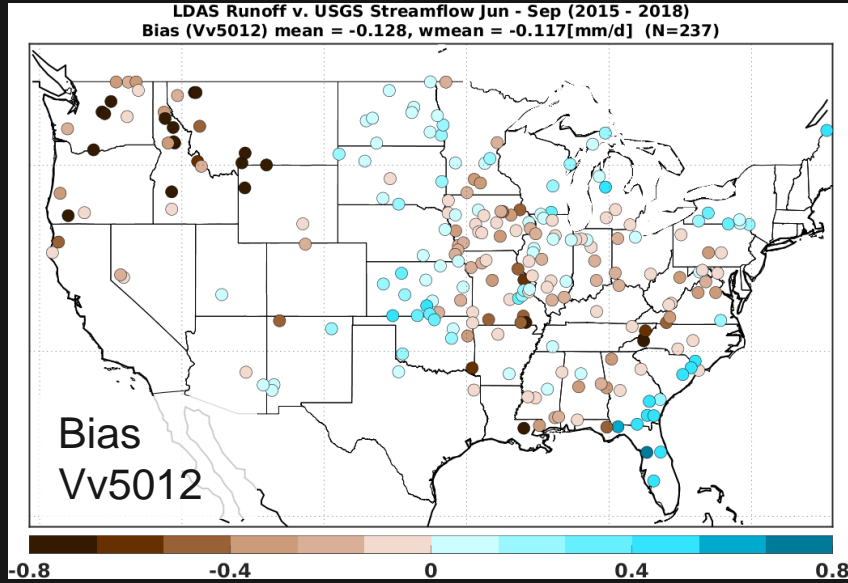 LDAS Runoff v. USGS Streamflow Jun - Sep (2015 - 2018)
Bias (Vv5012) mean = -0.128, wmean = -0.117[mm/d]  (N=237)
Bias
Vv5012
-0.8 -0.4 0 0.4 0.8